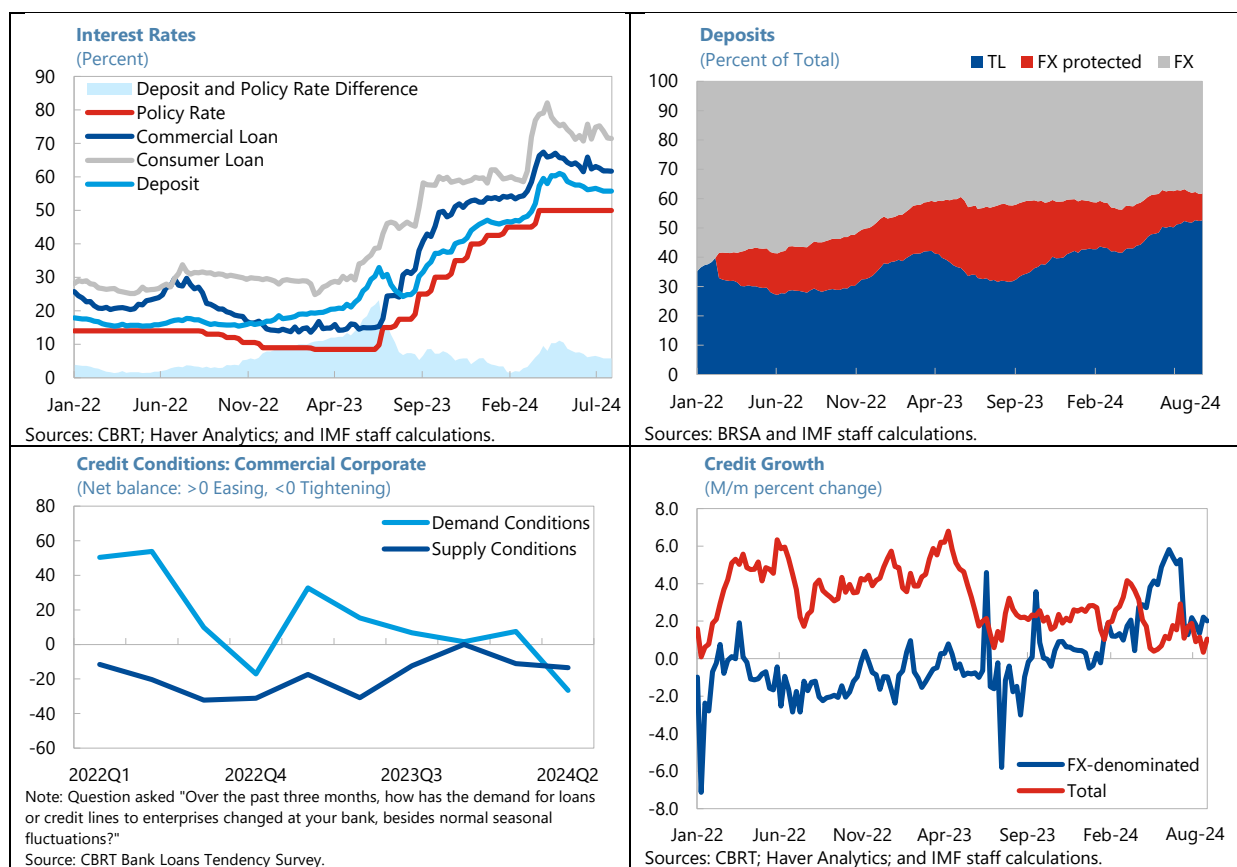 Interest Rates
(Percent)
90
80
70
60
50
40
30
20
10
0
Deposit and Policy Rate Difference
Policy Rate
Commercial Loan
Consumer Loan
Deposit
Jan-22 Jun-22 Nov-22 Apr-23 Sep-23 Feb-24 Jul-24
Sources: CBRT; Haver Analytics; and IMF staff calculations.
Deposits
(Percent of Total)
TL FX protected FX
100
90
80
70
60
50
40
30
20
10
0
Jan-22 Jun-22 Nov-22 Apr-23 Sep-23 Feb-24 Aug-24
Sources: BRSA and IMF staff calculations.
Credit Conditions: Commercial Corporate
(Net balance: >0 Easing, <0 Tightening)
80
60
40
20
0
-20
-40
-60
Demand Conditions
Supply Conditions
2022Q1 2022Q4 2023Q3 2024Q2
Note: Question asked "Over the past three months, how has the demand for loans
or credit lines to enterprises changed at your bank, besides normal seasonal
fluctuations?"
Source: CBRT Bank Loans Tendency Survey.
Credit Growth
(M/m percent change)
8.0
6.0
4.0
2.0
0.0
-2.0
-4.0
-6.0
-8.0
FX-denominated
Total
Jan-22 Jun-22 Nov-22 Apr-23 Sep-23 Feb-24 Aug-24
Sources: CBRT; Haver Analytics; and IMF staff calculations.